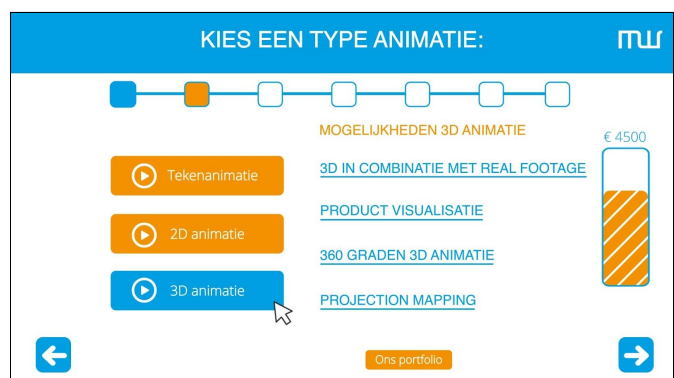 KIES EEN TYPE ANIMATIE:
mw
MOGELIJKHEDEN 3D ANIMATIE
€ 4500
Tekenanimatie
3D IN COMBINATIE MET REAL FOOTAGE
PRODUCT VISUALISATIE
2D animatie
360 GRADEN 3D ANIMATIE
3D animatie
PROJECTION MAPPING
Ons portfolio